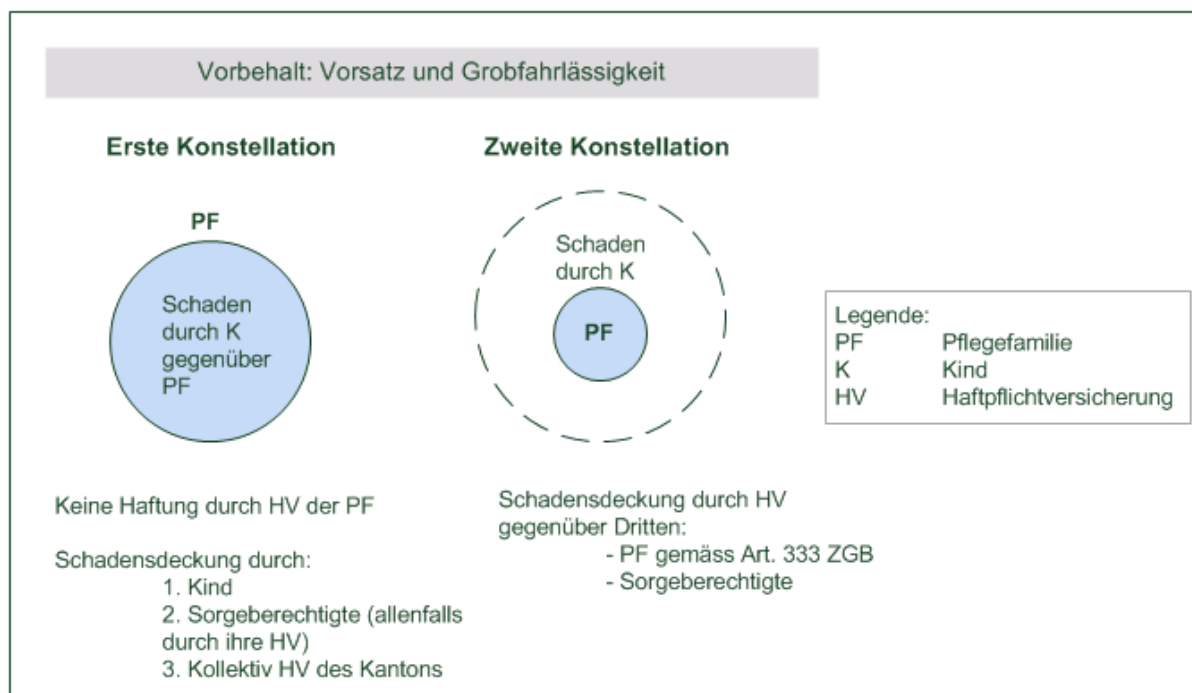 Vorbehalt: Vorsatz und Grobfahrlässigkeit
Erste Konstellation
PF
Schaden
durch K
gegenüber
PF
Keine Haftung durch HV der PF
Schadensdeckung durch:
1. Kind
2. Sorgeberechtigte (allenfalls
durch ihre HV)
3. Kollektiv HV des Kantons
Zweite Konstellation
Schaden
durch K
PF
Schadensdeckung durch HV
gegenüber Dritten:
- PF gemäss Art. 333 ZGB
- Sorgeberechtigte
Legende:
PF Pflegefamilie
K Kind
HV Haftpflichtversicherung